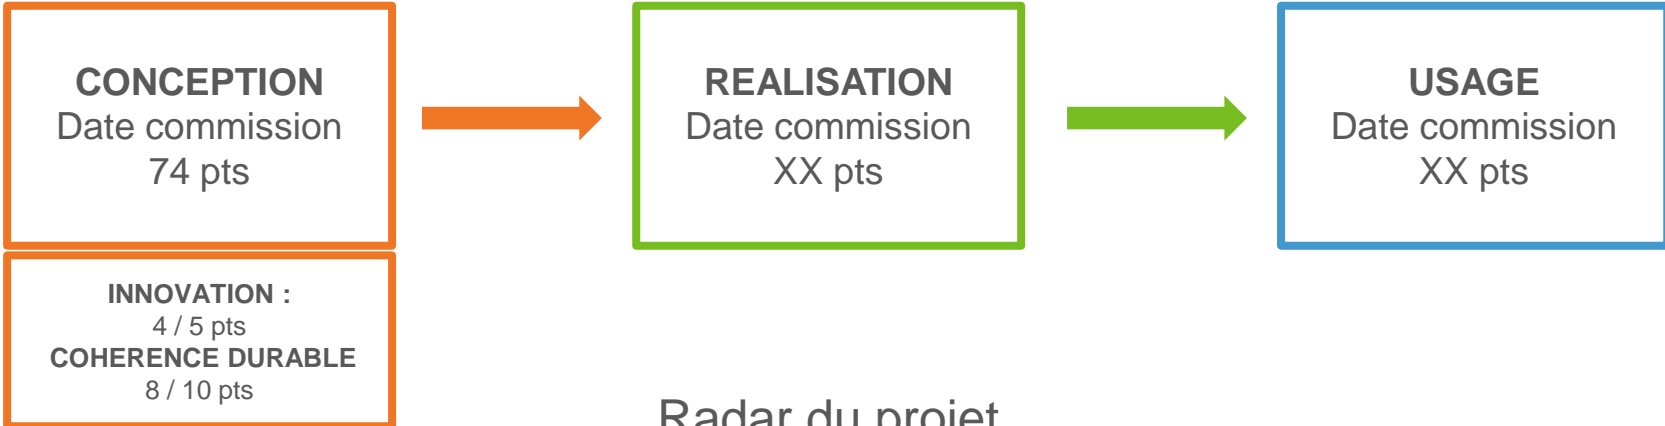 CONCEPTION
Date commission
74 pts
REALISATION
Date commission
XX pts
USAGE
Date commission
XX pts
INNOVATION :
4 / 5 pts
COHERENCE DURABLE
8 / 10 pts
Radar du projet